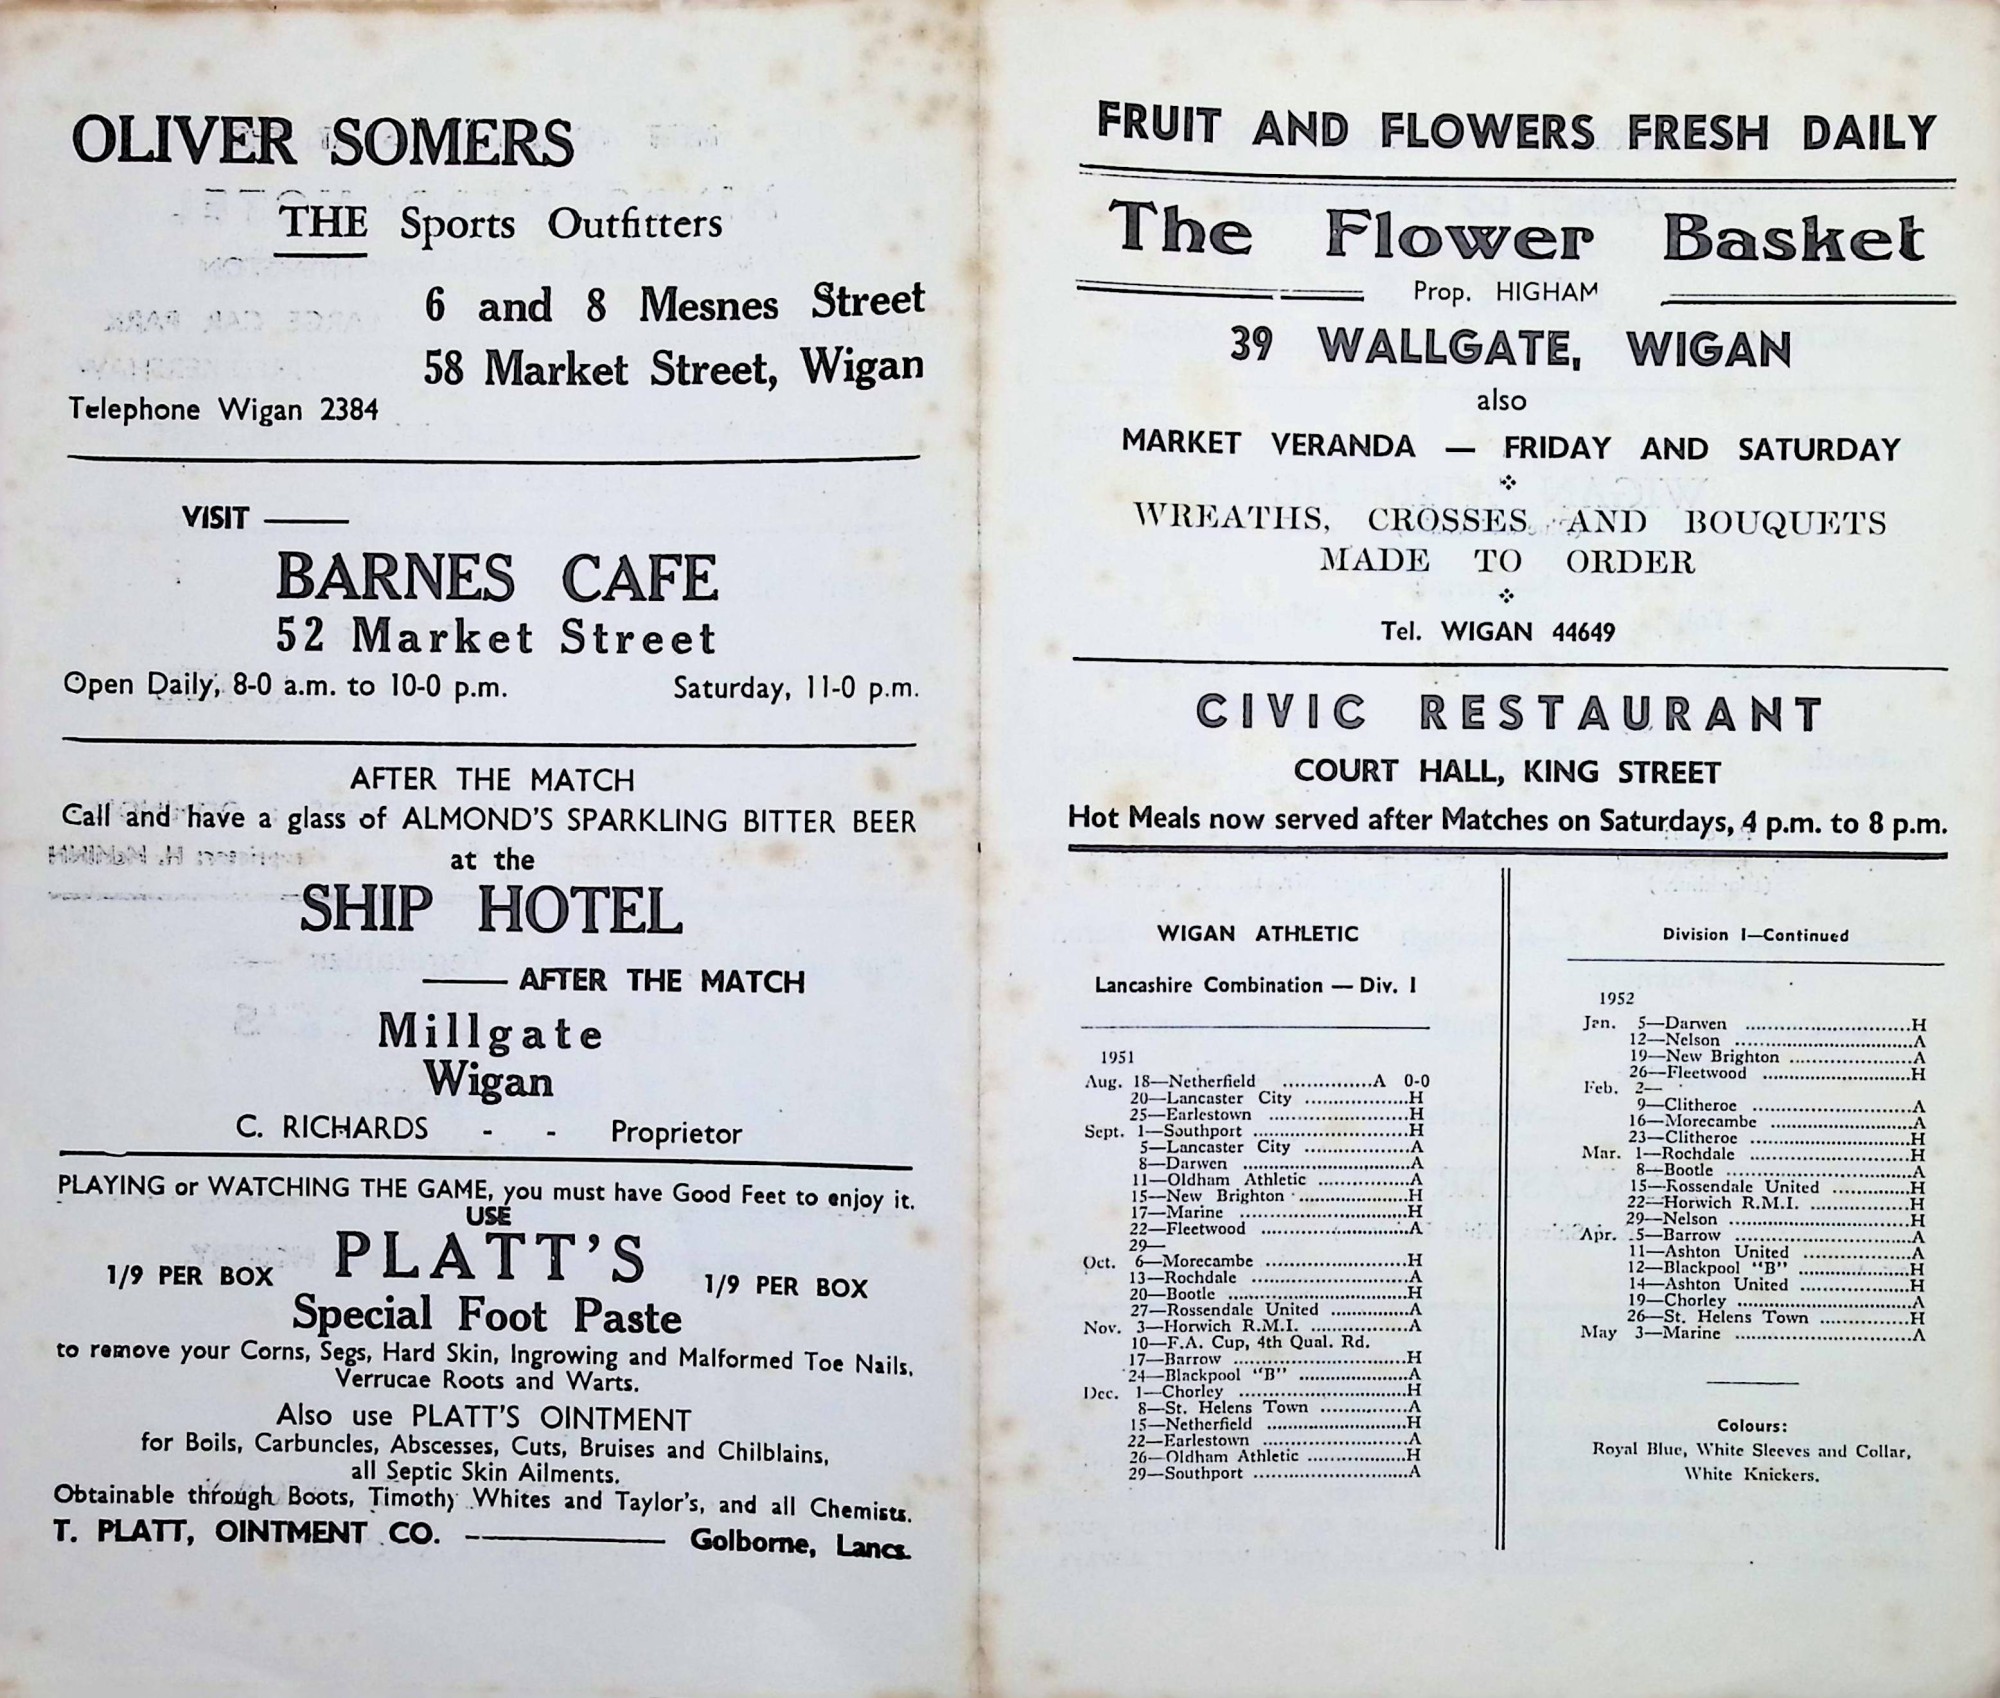 OLIVER SOMERS
THE Sports Outfitters
6 and 8 Mesnes Street
58 Market Street, Wigan
Telephone Wigan 2384
VISIT ——
BARNES CAFE
52 Market Street
Open Daily, 8-0 a.m. to 10-0 p.m. Saturday, 11-0 p.m.
AFTER THE MATCH
Call and have a glass of ALMOND'S SPARKLING BITTER BEER
at the
SHIP HOTEL
—— AFTER THE MATCH
Millgate
Wigan
C. RICHARDS - - Proprietor
PLAYING or WATCHING THE GAME, you must have Good Feet to enjoy it.
USE
1/9 PER BOX PLATT'S 1/9 PER BOX
Special Foot Paste
to remove your Corns, Segs, Hard Skin, Ingrowing and Malformed Toe Nails,
Verrucae Roots and Warts.
Also use PLATT'S OINTMENT
for Boils, Carbuncles, Abscesses, Cuts, Bruises and Chilblains,
all Septic Skin Ailments.
Obtainable through Boots, Timothy Whites and Taylor's, and all Chemists.
T. PLATT, OINTMENT CO. —— Golborne, Lancs.
FRUIT AND FLOWERS FRESH DAILY
The Flower Basket
Prop. HIGHAM
39 WALLGATE, WIGAN
also
MARKET VERANDA — FRIDAY AND SATURDAY
WREATHS, CROSSES AND BOUQUETS
MADE TO ORDER
Tel. WIGAN 44649
CIVIC RESTAURANT
COURT HALL, KING STREET
Hot Meals now served after Matches on Saturdays, 4 p.m. to 8 p.m.
WIGAN ATHLETIC
Lancashire Combination — Div. I
1951
Aug. 18—Netherfield ..............A 0-0
20—Lancaster City ..................H
25—Earlestown ........................H
Sept. 1—Southport ...........................H
5—Lancaster City ..................A
8—Darwen .............................A
11—Oldham Athletic ................A
15—New Brighton ....................H
17—Marine ................................H
22—Fleetwood ..........................A
29—
Oct. 6—Morecambe ........................H
13—Rochdale ............................A
20—Bootle .................................H
27—Rossendale United ..............A
Nov. 3—Horwich R.M.I. .................A
10—F.A. Cup, 4th Qual. Rd.
17—Barrow ...............................H
24—Blackpool "B" ...................A
Dec. 1—Chorley ..............................H
8—St. Helens Town ...............A
15—Netherfield ........................H
22—Earlestown .........................A
26—Oldham Athletic ................H
29—Southport ...........................A
Division I—Continued
1952
Jan. 5—Darwen ..............................H
12—Nelson ................................A
19—New Brighton ......................A
26—Fleetwood ...........................H
Feb. 2—
9—Clitheroe .............................A
16—Morecambe ..........................A
23—Clitheroe .............................H
Mar. 1—Rochdale .............................H
8—Bootle ..................................A
15—Rossendale United ..............H
22—Horwich R.M.I. ..................H
29—Nelson .................................H
Apr. 5—Barrow .................................A
11—Ashton United ....................A
12—Blackpool "B" .....................H
14—Ashton United .....................H
19—Chorley ................................A
26—St. Helens Town ..................H
May 3—Marine .................................A
Colours:
Royal Blue, White Sleeves and Collar,
White Knickers.